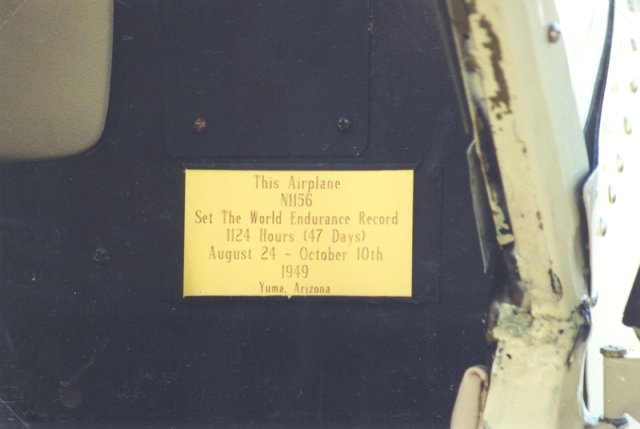 This Airplane
N1156
Set The World Endurance Record
1124 Hours (47 Days)
August 24 - October 10th
1949
Yuma, Arizona